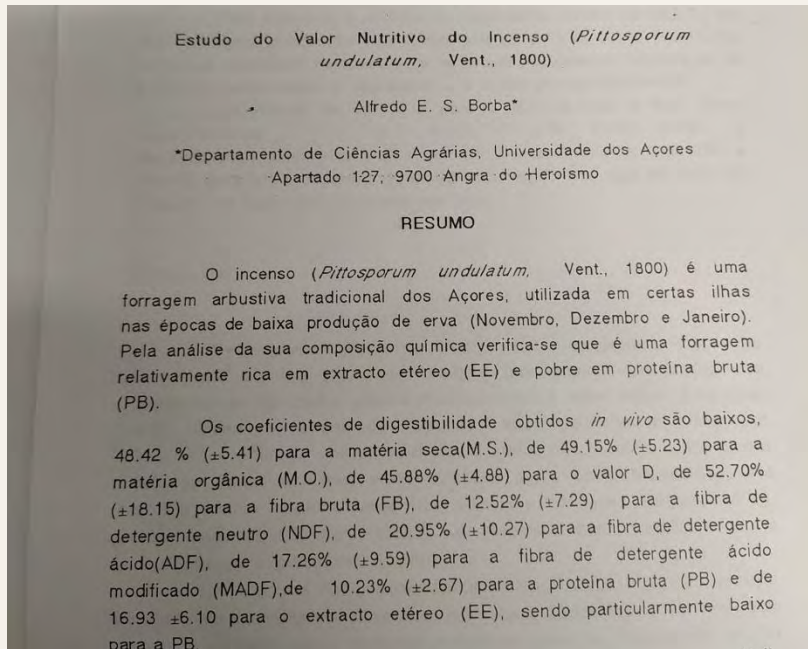 Estudo do Valor Nutritivo do Incenso (Pittosporum
undulatum, Vent., 1800)
Alfredo E. S. Borba*
*Departamento de Ciências Agrárias, Universidade dos Açores
Apartado 127, 9700 Angra do Heroísmo
RESUMO
O incenso (Pittosporum undulatum, Vent., 1800) é uma
forragem arbustiva tradicional dos Açores, utilizada em certas ilhas
nas épocas de baixa produção de erva (Novembro, Dezembro e Janeiro).
Pela análise da sua composição química verifica-se que é uma forragem
relativamente rica em extracto etéreo (EE) e pobre em proteína bruta
(PB).
Os coeficientes de digestibilidade obtidos in vivo são baixos,
48.42 % (±5.41) para a matéria seca(M.S.), de 49.15% (±5.23) para a
matéria orgânica (M.O.), de 45.88% (±4.88) para o valor D, de 52.70%
(±18.15) para a fibra bruta (FB), de 12.52% (±7.29) para a fibra de
detergente neutro (NDF), de 20.95% (±10.27) para a fibra de detergente
ácido(ADF), de 17.26% (±9.59) para a fibra de detergente ácido
modificado (MADF),de 10.23% (±2.67) para a proteína bruta (PB) e de
16.93 ±6.10 para o extracto etéreo (EE), sendo particularmente baixo
para a PB